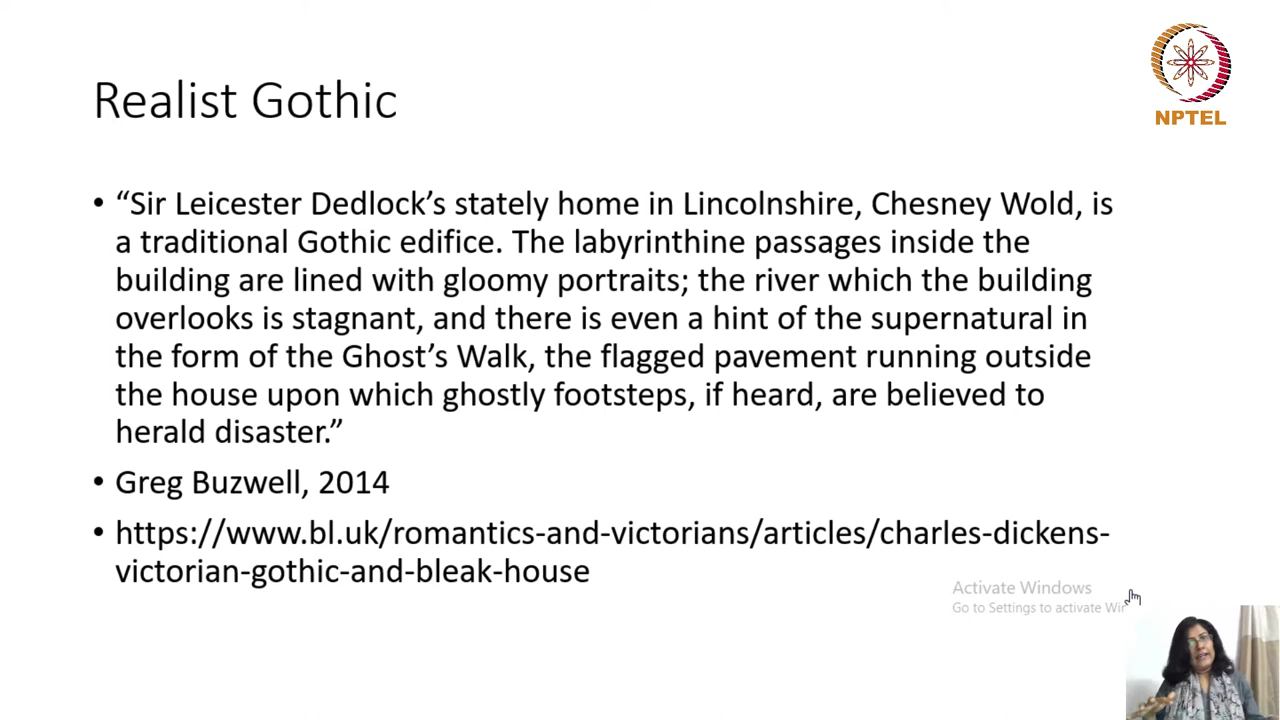 NPTEL
Realist Gothic
• “Sir Leicester Dedlock’s stately home in Lincolnshire, Chesney Wold, is
a traditional Gothic edifice. The labyrinthine passages inside the
building are lined with gloomy portraits; the river which the building
overlooks is stagnant, and there is even a hint of the supernatural in
the form of the Ghost’s Walk, the flagged pavement running outside
the house upon which ghostly footsteps, if heard, are believed to
herald disaster.”
• Greg Buzwell, 2014
• https://www.bl.uk/romantics-and-victorians/articles/charles-dickens-
victorian-gothic-and-bleak-house
Activate Windows
Go to Settings to activate Wir